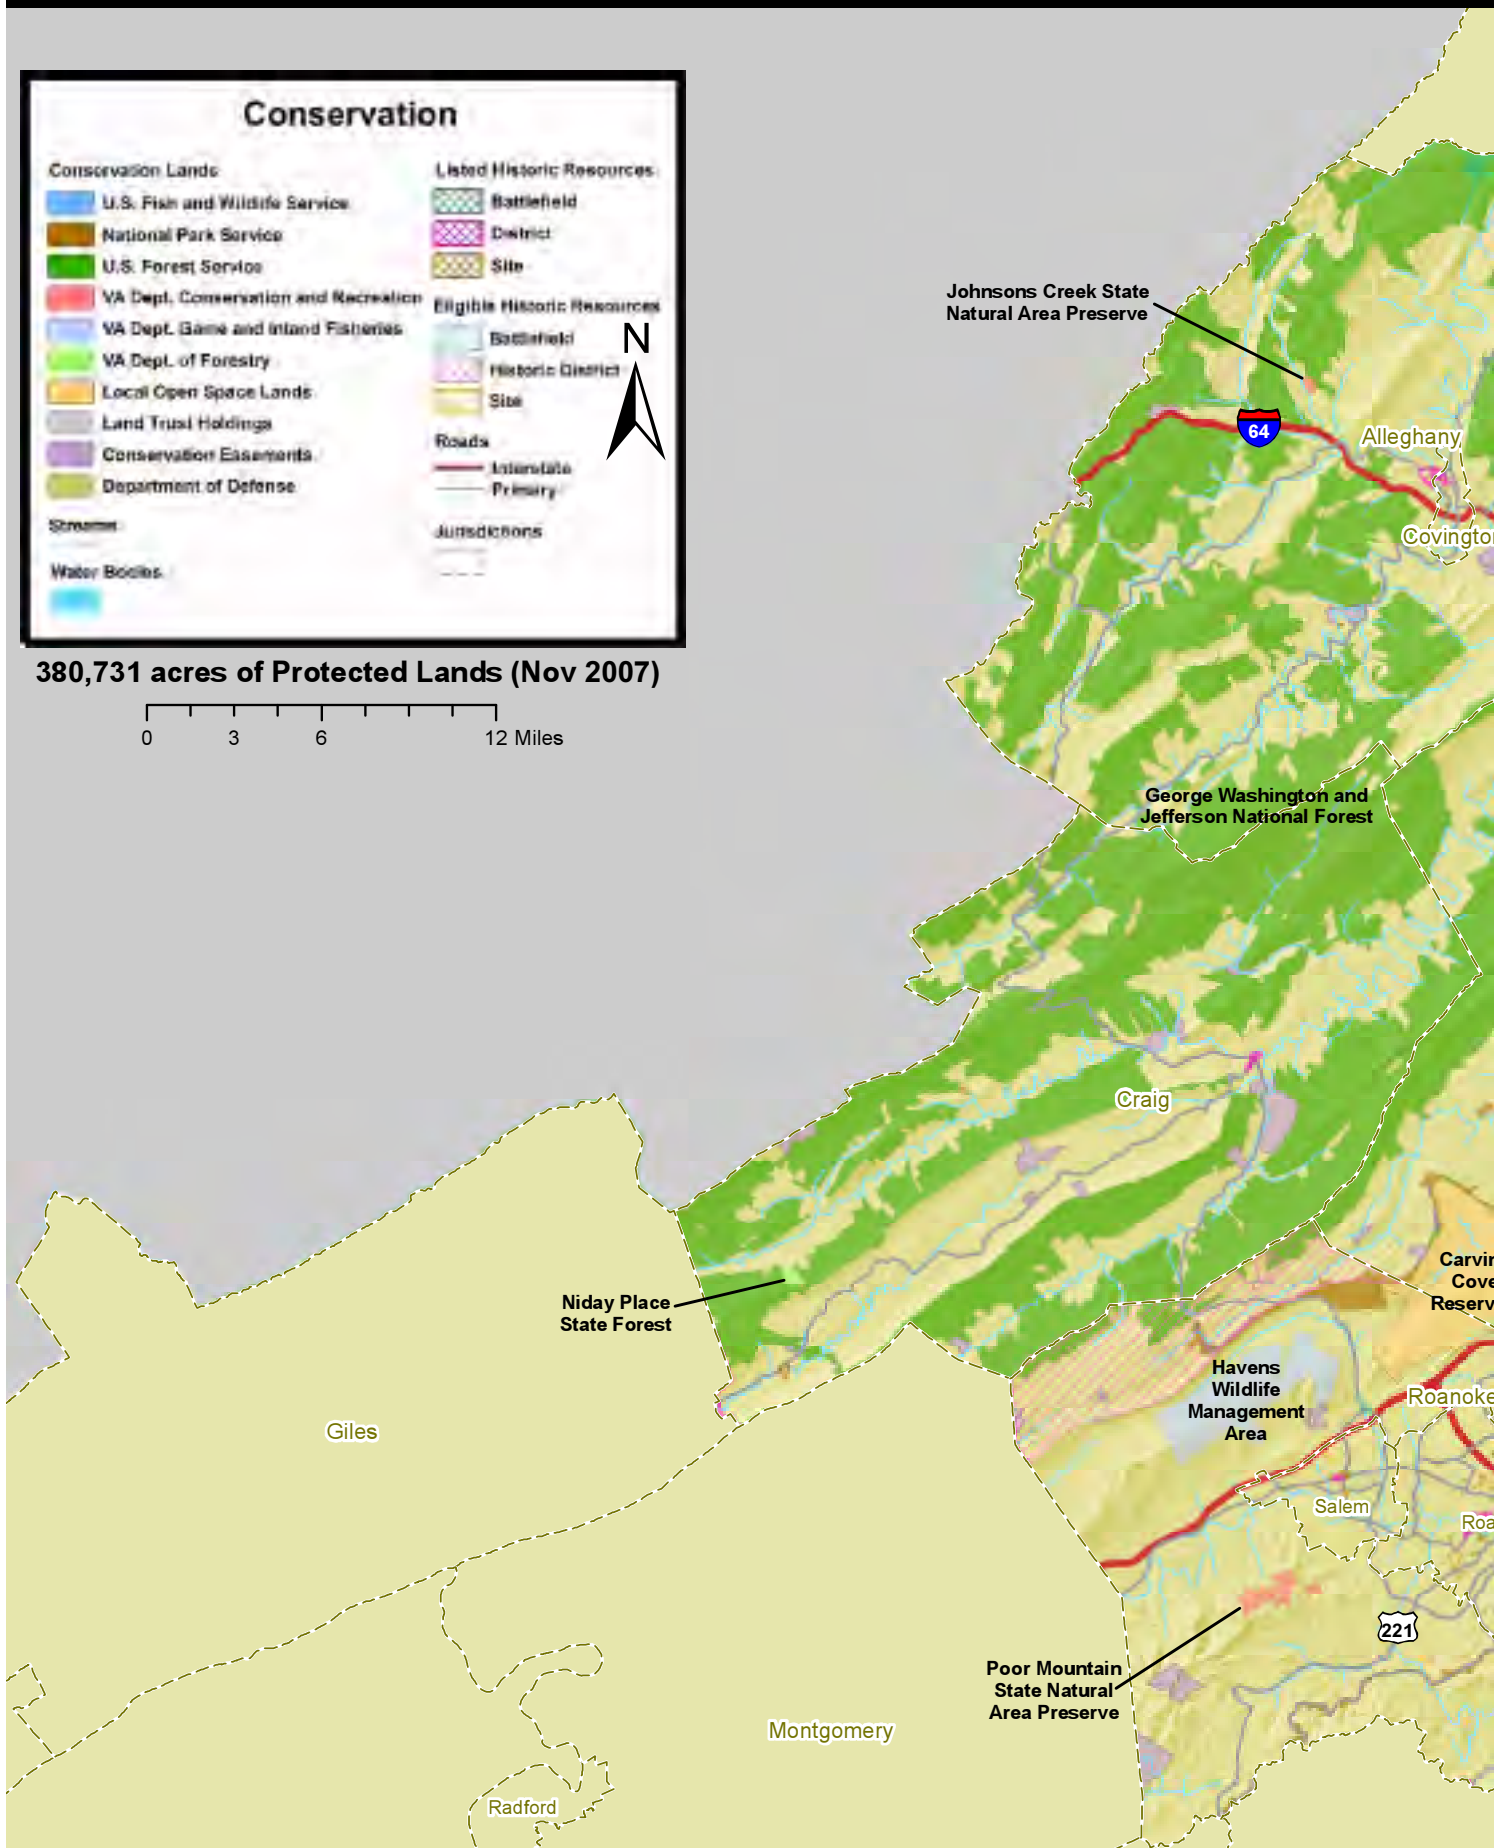 Conservation
Conservation Lands
U.S. Fish and Wildlife Service
National Park Service
U.S. Forest Service
VA Dept. Conservation and Recreation
VA Dept. Game and Inland Fisheries
VA Dept. of Forestry
Local Open Space Lands
Land Trust Holdings
Conservation Easements
Department of Defense
Streams
Water Bodies
Listed Historic Resources
Battlefield
District
Site
Eligible Historic Resources
Battlefield
Historic District
Site
Roads
Interstate
Primary
Jurisdictions
N
380,731 acres of Protected Lands (Nov 2007)
0 3 6 12 Miles
Johnsons Creek State
Natural Area Preserve
64
Alleghany
Covingto
George Washington and
Jefferson National Forest
Craig
Niday Place
State Forest
Carvin
Cove
Reserv
Havens
Wildlife
Management
Area
Roanoke
Giles
Salem
Roa
221
Poor Mountain
State Natural
Area Preserve
Montgomery
Radford